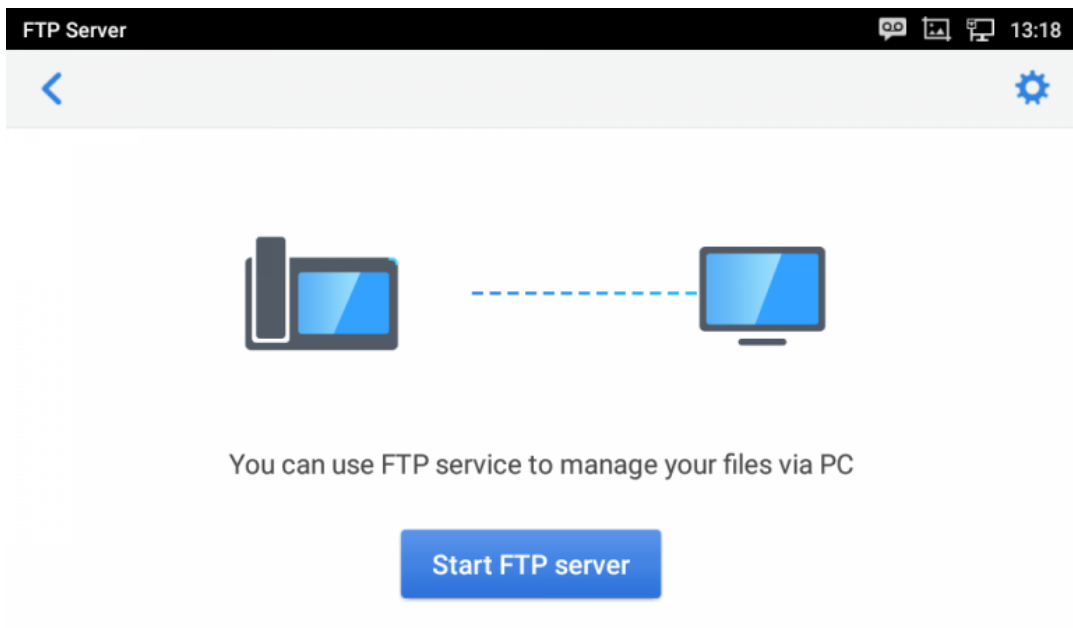 FTP Server
13:18
You can use FTP service to manage your files via PC
Start FTP server